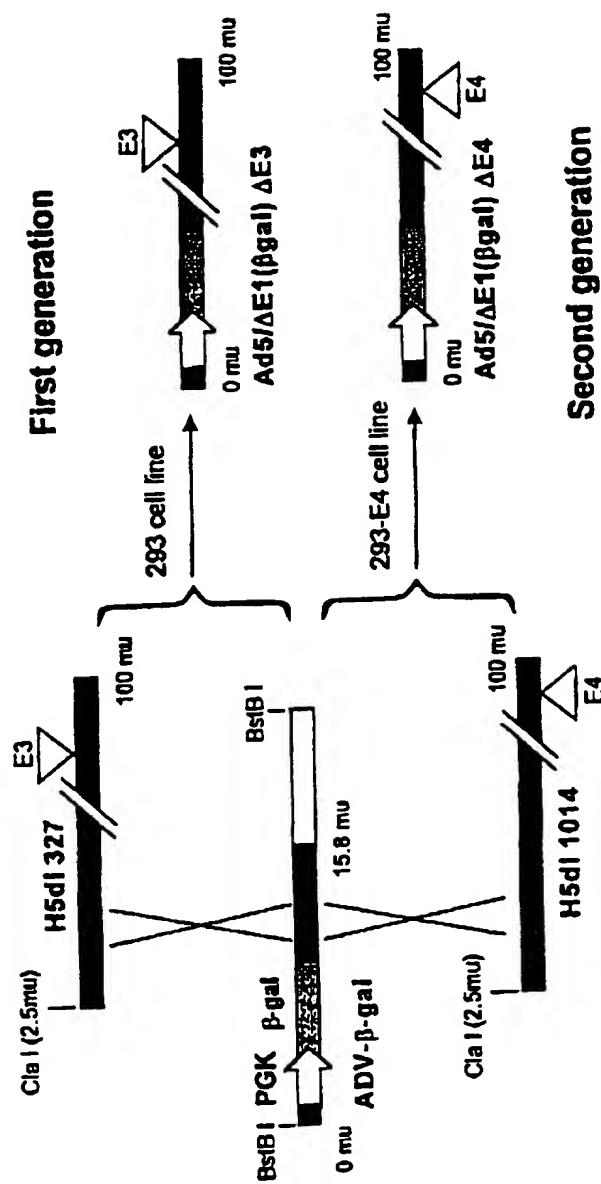 First generation
E3
H5dl 327
Cla I (2.5mu)
100 mu
293 cell line
E3
0 mu
100 mu
Ad5/ΔE1(βgal) ΔE3
BstB I
PGK
β-gal
BstB I
0 mu
15.8 mu
ADV-β-gal
293-E4 cell line
0 mu
100 mu
E4
Ad5/ΔE1(βgal) ΔE4
Cla I (2.5mu)
100 mu
H5dl 1014
E4
Second generation